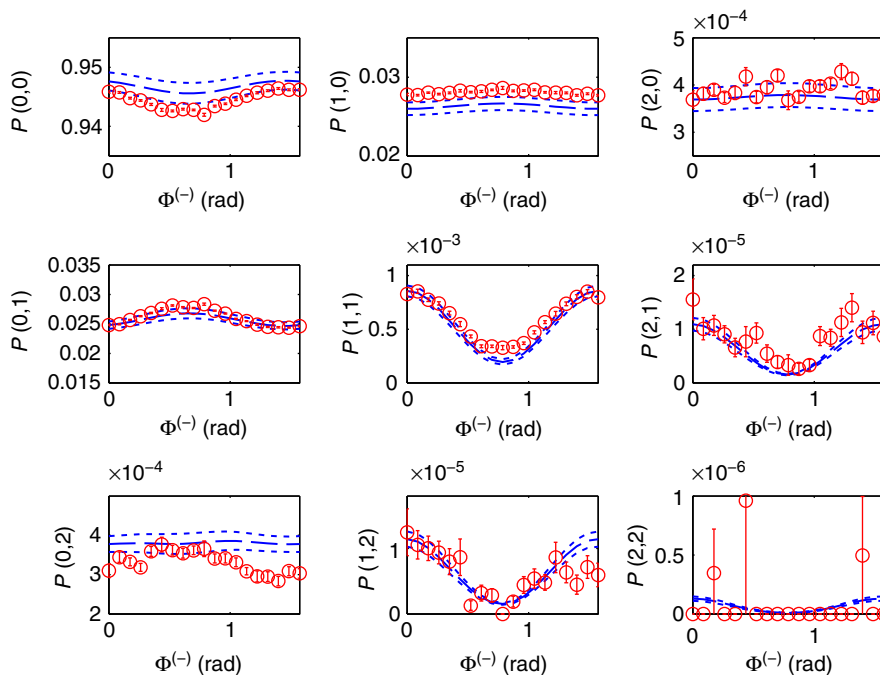 ×10⁻⁴
P (0,0)
0.95
0.94
0 1
Φ⁽⁻⁾ (rad)
P (1,0)
0.03
0.02
0 1
Φ⁽⁻⁾ (rad)
P (2,0)
5
4
3
0 1
Φ⁽⁻⁾ (rad)
P (0,1)
0.035
0.03
0.025
0.02
0.015
0 1
Φ⁽⁻⁾ (rad)
×10⁻³
P (1,1)
1
0.5
0
0 1
Φ⁽⁻⁾ (rad)
×10⁻⁵
P (2,1)
2
1
0
0 1
Φ⁽⁻⁾ (rad)
×10⁻⁴
P (0,2)
4
3
2
0 1
Φ⁽⁻⁾ (rad)
×10⁻⁵
P (1,2)
1
0
0 1
Φ⁽⁻⁾ (rad)
×10⁻⁶
P (2,2)
1
0.5
0
0 1
Φ⁽⁻⁾ (rad)